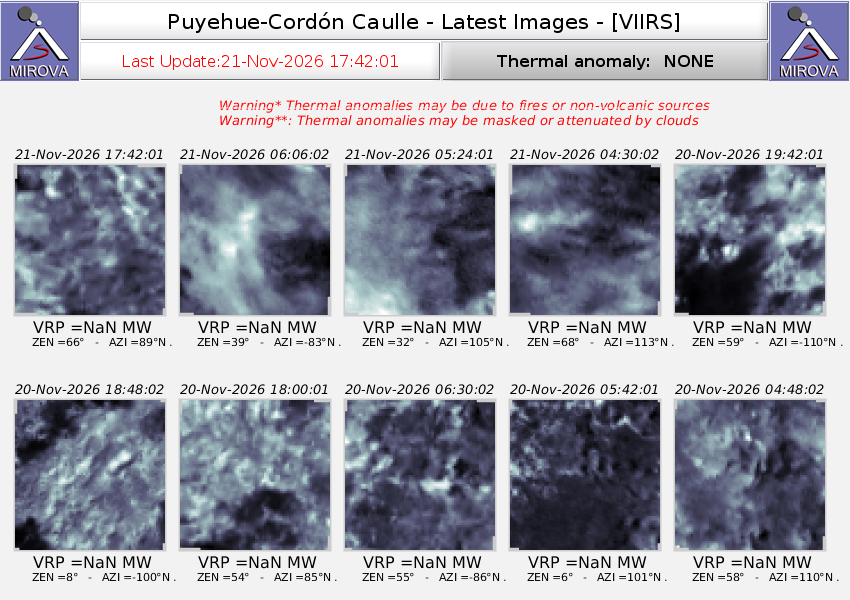 Puyehue-Cordón Caulle - Latest Images - [VIIRS]
MIROVA
Last Update:21-Nov-2026 17:42:01
Thermal anomaly: NONE
MIROVA
Warning* Thermal anomalies may be due to fires or non-volcanic sources
Warning**: Thermal anomalies may be masked or attenuated by clouds
21-Nov-2026 17:42:01 21-Nov-2026 06:06:02 21-Nov-2026 05:24:01 21-Nov-2026 04:30:02 20-Nov-2026 19:42:01
VRP =NaN MW VRP =NaN MW VRP =NaN MW VRP =NaN MW VRP =NaN MW
ZEN =66° - AZI =89°N . ZEN =39° - AZI =-83°N . ZEN =32° - AZI =105°N . ZEN =68° - AZI =113°N . ZEN =59° - AZI =-110°N .
20-Nov-2026 18:48:02 20-Nov-2026 18:00:01 20-Nov-2026 06:30:02 20-Nov-2026 05:42:01 20-Nov-2026 04:48:02
VRP =NaN MW VRP =NaN MW VRP =NaN MW VRP =NaN MW VRP =NaN MW
ZEN =8° - AZI =-100°N . ZEN =54° - AZI =85°N . ZEN =55° - AZI =-86°N . ZEN =6° - AZI =101°N . ZEN =58° - AZI =110°N .